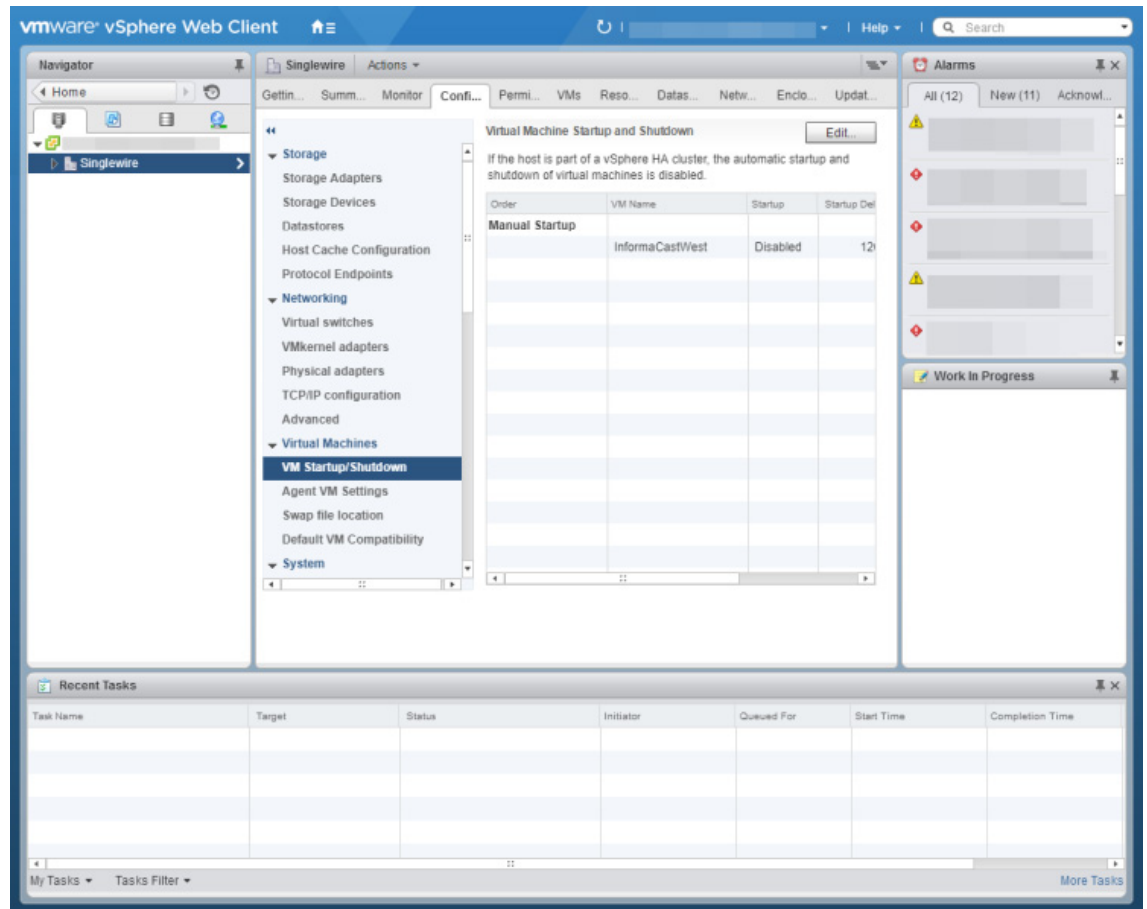 vmware® vSphere Web Client
Help
Search
Navigator
Home
Singlewire
Singlewire
Actions
Gettin... Summ... Monitor Confi... Permi... VMs Reso... Datas... Netw... Enclo... Updat...
Storage
Storage Adapters
Storage Devices
Datastores
Host Cache Configuration
Protocol Endpoints
Networking
Virtual switches
VMkernel adapters
Physical adapters
TCP/IP configuration
Advanced
Virtual Machines
VM Startup/Shutdown
Agent VM Settings
Swap file location
Default VM Compatibility
System
Virtual Machine Startup and Shutdown
Edit...
If the host is part of a vSphere HA cluster, the automatic startup and
shutdown of virtual machines is disabled.
Order VM Name Startup Startup Del
Manual Startup
InformaCastWest Disabled 12
Alarms
All (12) New (11) Acknowl...
Work In Progress
Recent Tasks
Task Name Target Status Initiator Queued For Start Time Completion Time
My Tasks Tasks Filter More Tasks